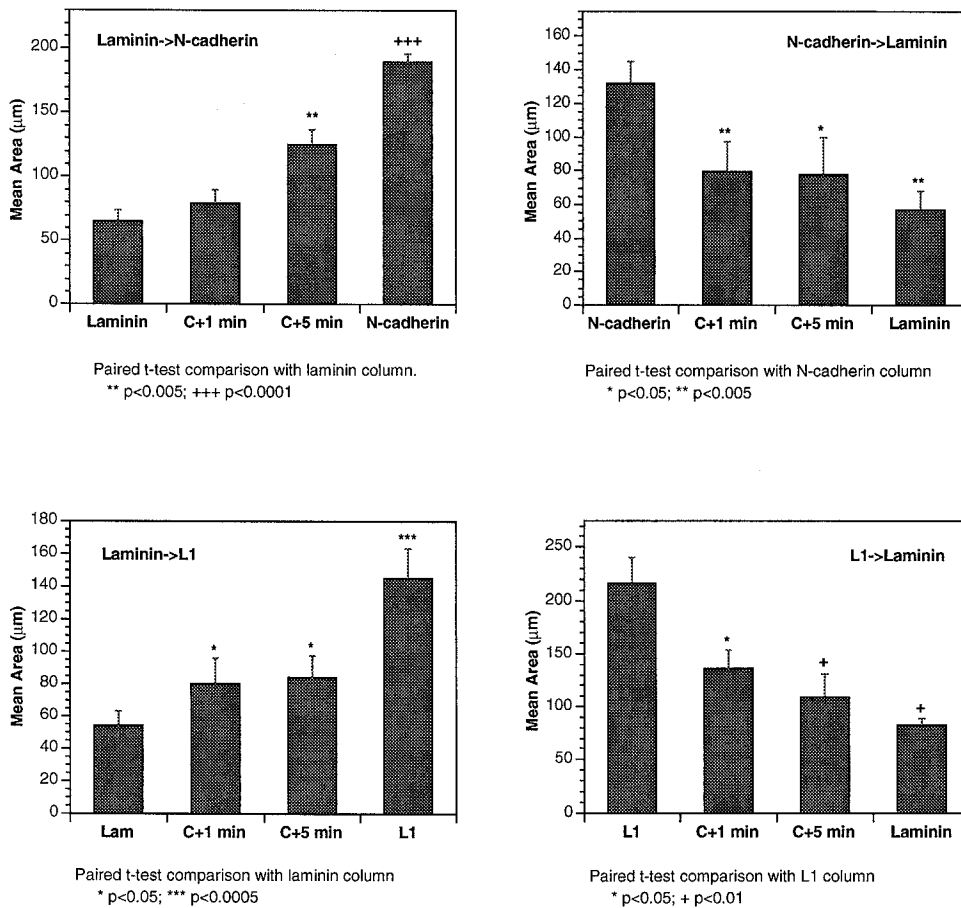 Laminin->N-cadherin
+++
**
Mean Area (µm)
200
150
100
50
0
Laminin C+1 min C+5 min N-cadherin
Paired t-test comparison with laminin column.
** p<0.005; +++ p<0.0001
N-cadherin->Laminin
** * **
Mean Area (µm)
160
140
120
100
80
60
40
20
0
N-cadherin C+1 min C+5 min Laminin
Paired t-test comparison with N-cadherin column
* p<0.05; ** p<0.005
Laminin->L1
***
* *
Mean Area (µm)
180
160
140
120
100
80
60
40
20
0
Lam C+1 min C+5 min L1
Paired t-test comparison with laminin column
* p<0.05; *** p<0.0005
L1->Laminin
* + +
Mean Area (µm)
250
200
150
100
50
0
L1 C+1 min C+5 min Laminin
Paired t-test comparison with L1 column
* p<0.05; + p<0.01